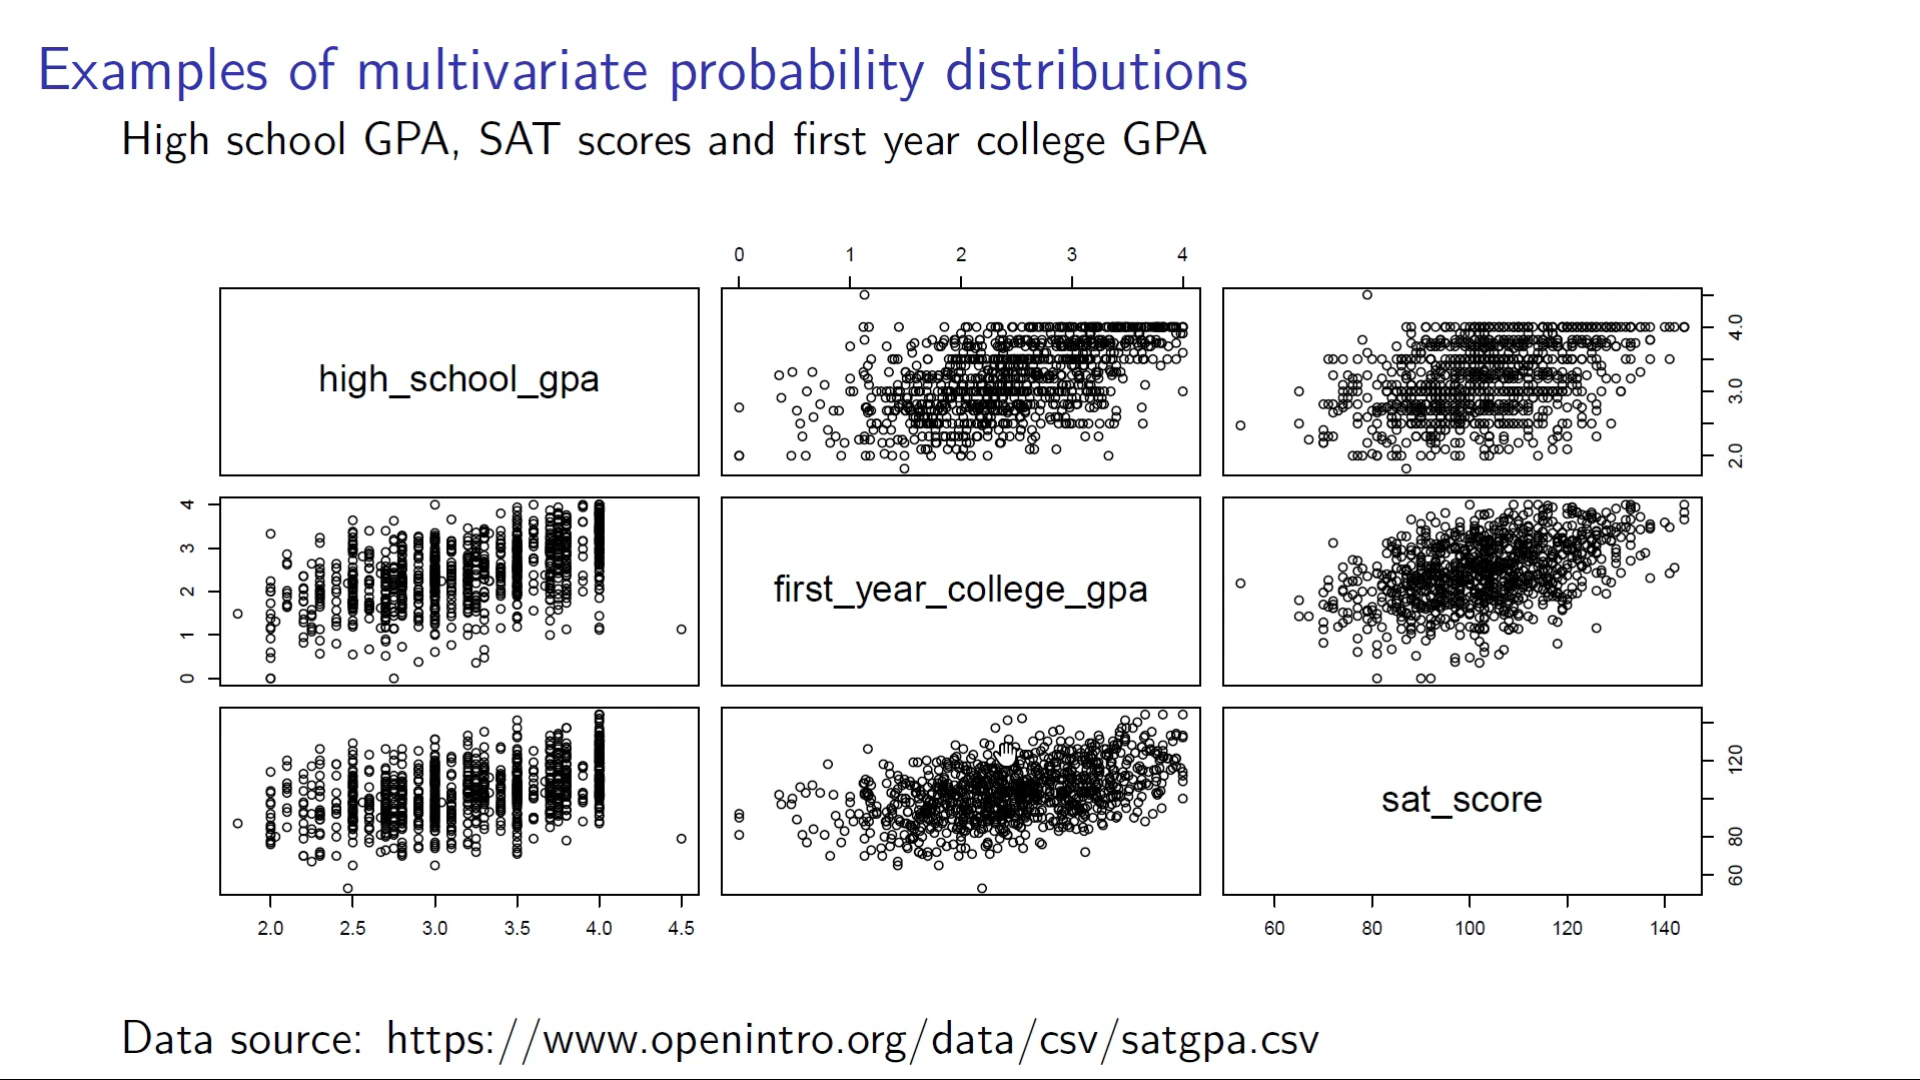 Examples of multivariate probability distributions
High school GPA, SAT scores and first year college GPA
0 1 2 3 4
high_school_gpa
2.0 3.0 4.0
0 1 2 3 4
first_year_college_gpa
sat_score
60 80 120
2.0 2.5 3.0 3.5 4.0 4.5
60 80 100 120 140
Data source: https://www.openintro.org/data/csv/satgpa.csv